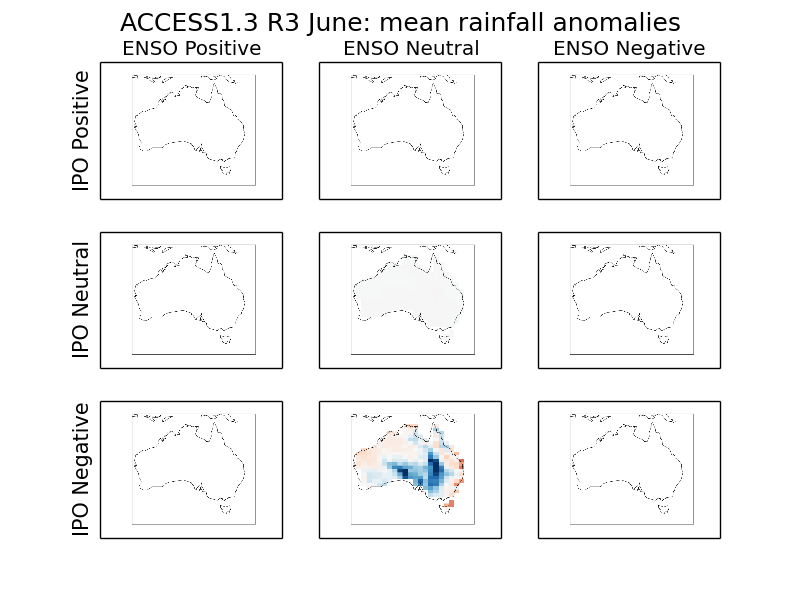 ACCESS1.3 R3 June: mean rainfall anomalies
ENSO Positive
ENSO Neutral
ENSO Negative
IPO Positive
IPO Neutral
IPO Negative